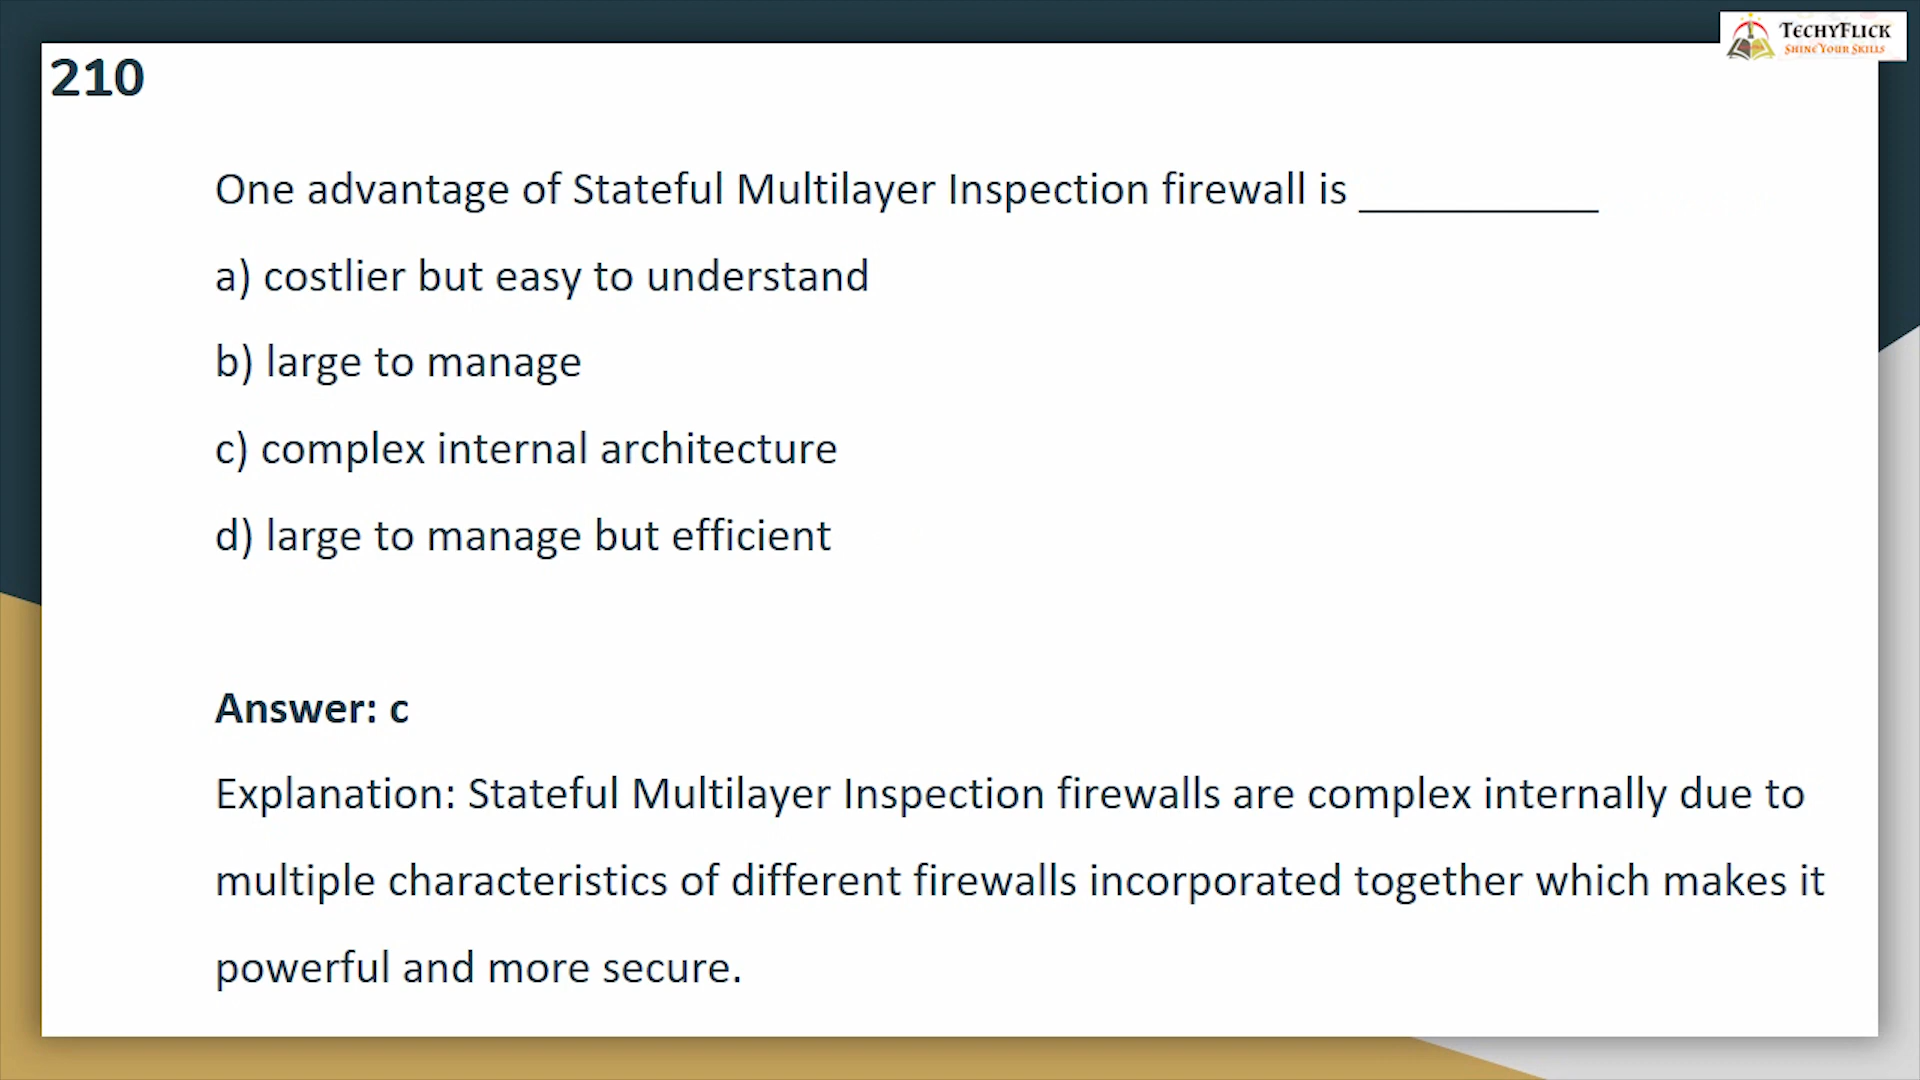 TECHYFLICK
SHINE YOUR SKILLS
210
One advantage of Stateful Multilayer Inspection firewall is __________
a) costlier but easy to understand
b) large to manage
c) complex internal architecture
d) large to manage but efficient
Answer: c
Explanation: Stateful Multilayer Inspection firewalls are complex internally due to
multiple characteristics of different firewalls incorporated together which makes it
powerful and more secure.